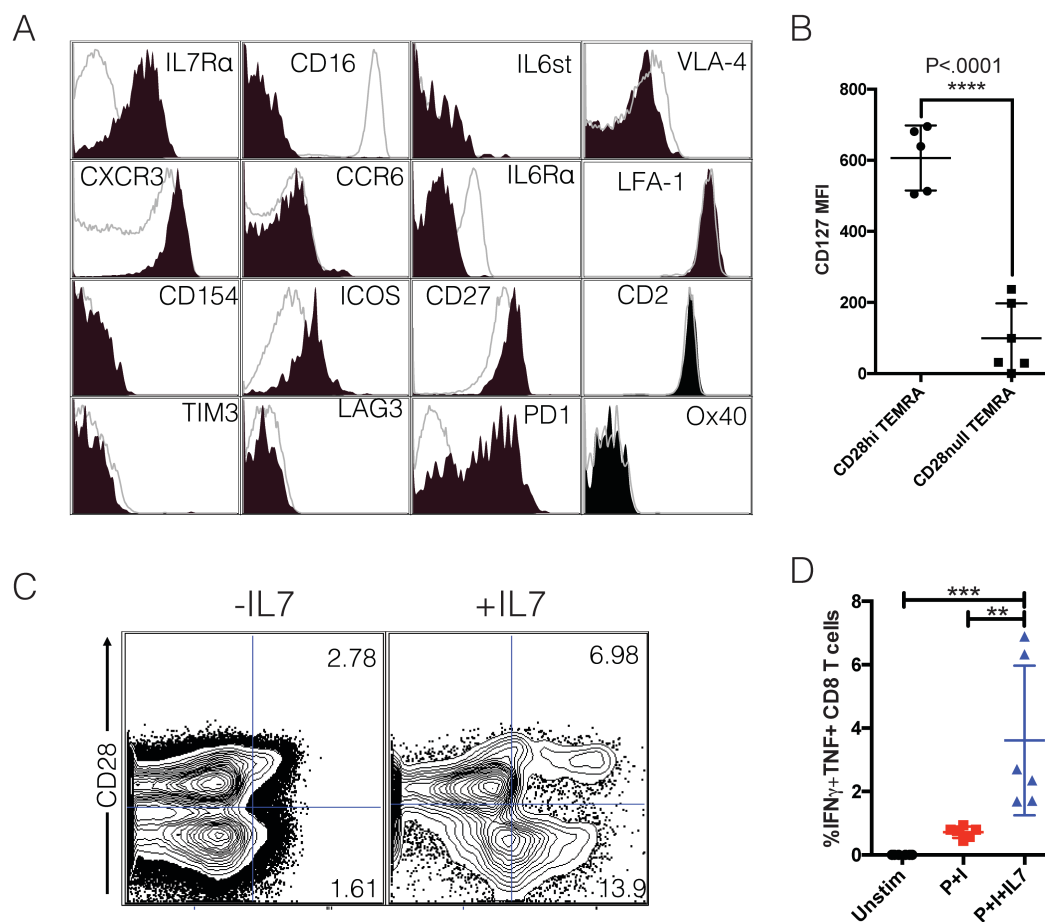 A
IL7Rα
CD16
IL6st
VLA-4
CXCR3
CCR6
IL6Rα
LFA-1
CD154
ICOS
CD27
CD2
TIM3
LAG3
PD1
Ox40
B
P<.0001
****
800
600
400
200
0
CD127 MFI
CD28hi TEMRA
CD28null TEMRA
C
-IL7
+IL7
2.78
6.98
CD28
1.61
13.9
D
***
**
8
6
4
2
0
%IFNγ+TNF+ CD8 T cells
Unstim
P+I
P+I+IL7